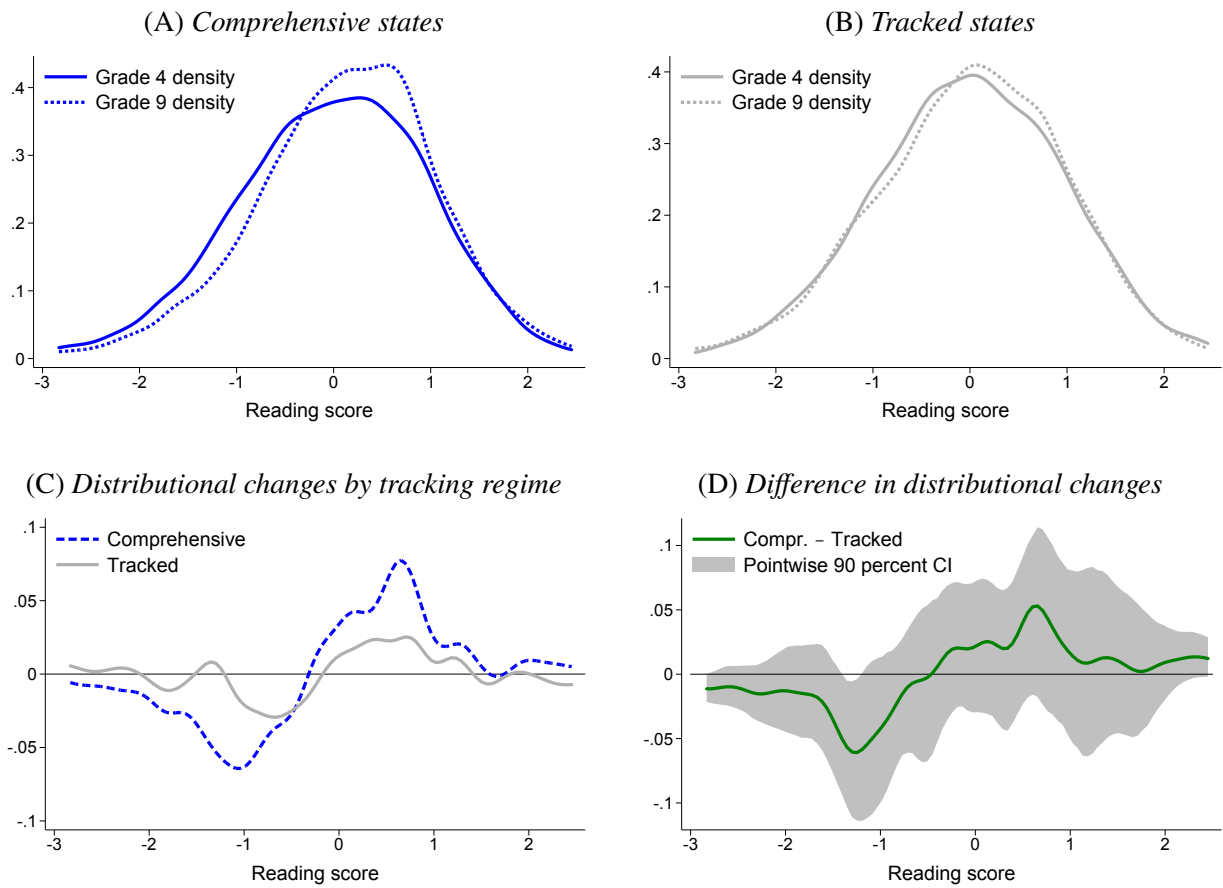 (A) Comprehensive states
Grade 4 density
Grade 9 density
.4
.3
.2
.1
0
-3 -2 -1 0 1 2
Reading score
(B) Tracked states
Grade 4 density
Grade 9 density
.4
.3
.2
.1
0
-3 -2 -1 0 1 2
Reading score
(C) Distributional changes by tracking regime
Comprehensive
Tracked
.1
.05
0
-.05
-.1
-3 -2 -1 0 1 2
Reading score
(D) Difference in distributional changes
Compr. – Tracked
Pointwise 90 percent CI
.1
.05
0
-.05
-.1
-3 -2 -1 0 1 2
Reading score